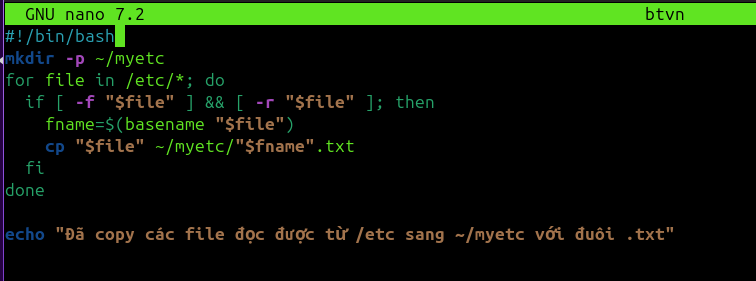 GNU nano 7.2 btvn
#!/bin/bash
mkdir -p ~/myetc
for file in /etc/*; do
  if [ -f "$file" ] && [ -r "$file" ]; then
    fname=$(basename "$file")
    cp "$file" ~/myetc/"$fname".txt
  fi
done
echo "Đã copy các file đọc được từ /etc sang ~/myetc với đuôi .txt"